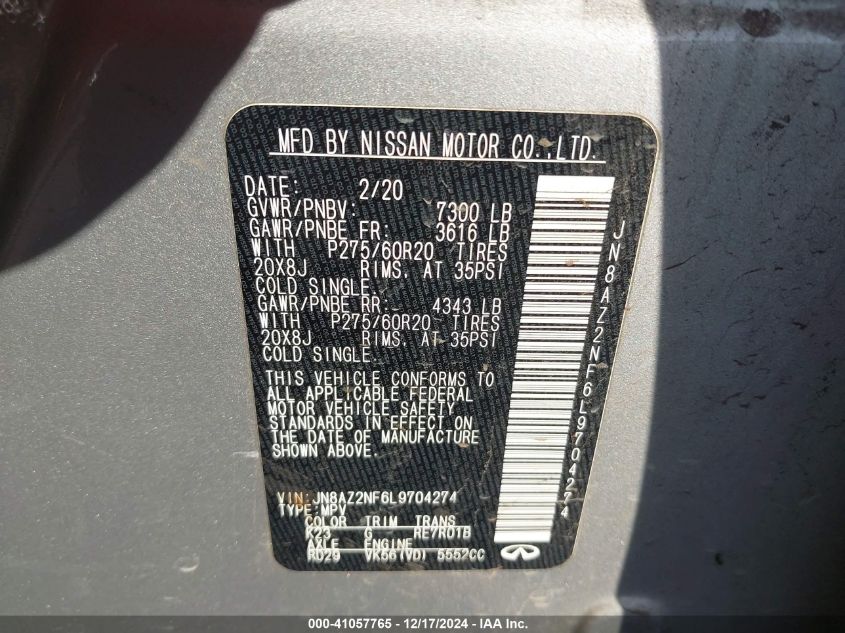 MFD BY NISSAN MOTOR CO.,LTD.
DATE: 2/20
GVWR/PNBV: 7300 LB
GAWR/PNBE FR: 3616 LB
WITH P275/60R20 TIRES
20X8J RIMS. AT 35PSI
COLD SINGLE.
GAWR/PNBE RR: 4343 LB
WITH P275/60R20 TIRES
20X8J RIMS. AT 35PSI
COLD SINGLE.
THIS VEHICLE CONFORMS TO
ALL APPLICABLE FEDERAL
MOTOR VEHICLE SAFETY
STANDARDS IN EFFECT ON
THE DATE OF MANUFACTURE
SHOWN ABOVE.
VIN:JN8AZ2NF6L9704274
TYPE:MPV
COLOR TRIM TRANS
K23 G RE7R01B
AXLE ENGINE
RD29 VK56(VD) 5552CC
JN8AZ2NF6L9704274
000-41057765 - 12/17/2024 - IAA Inc.